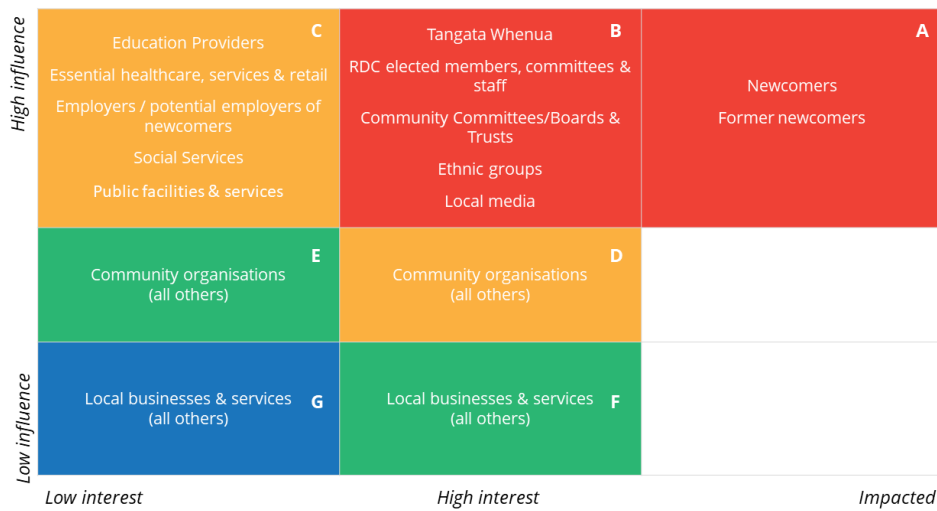 High influence
C
Education Providers
Essential healthcare, services & retail
Employers / potential employers of
newcomers
Social Services
Public facilities & services
B
Tangata Whenua
RDC elected members, committees &
staff
Community Committees/Boards &
Trusts
Ethnic groups
Local media
A
Newcomers
Former newcomers
E
Community organisations
(all others)
D
Community organisations
(all others)
Low influence
Local businesses & services
(all others)
G
Local businesses & services
(all others)
F
Low interest
High interest
Impacted